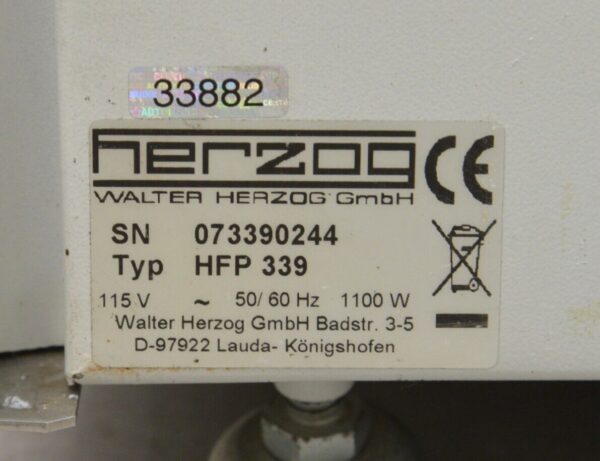 33882
herzog
CE
WALTER HERZOG GmbH
SN 073390244
Typ HFP 339
115 V ~ 50/ 60 Hz 1100 W
Walter Herzog GmbH Badstr. 3-5
D-97922 Lauda- Königshofen